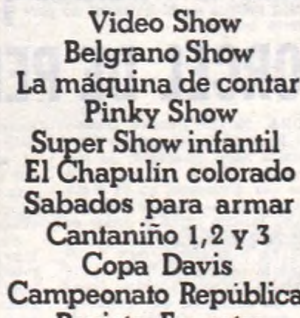 Video Show
Belgrano Show
La máquina de contar
Pinky Show
Super Show infantil
El Chapulín colorado
Sabados para armar
Cantaniño 1,2 y 3
Copa Davis
Campeonato República